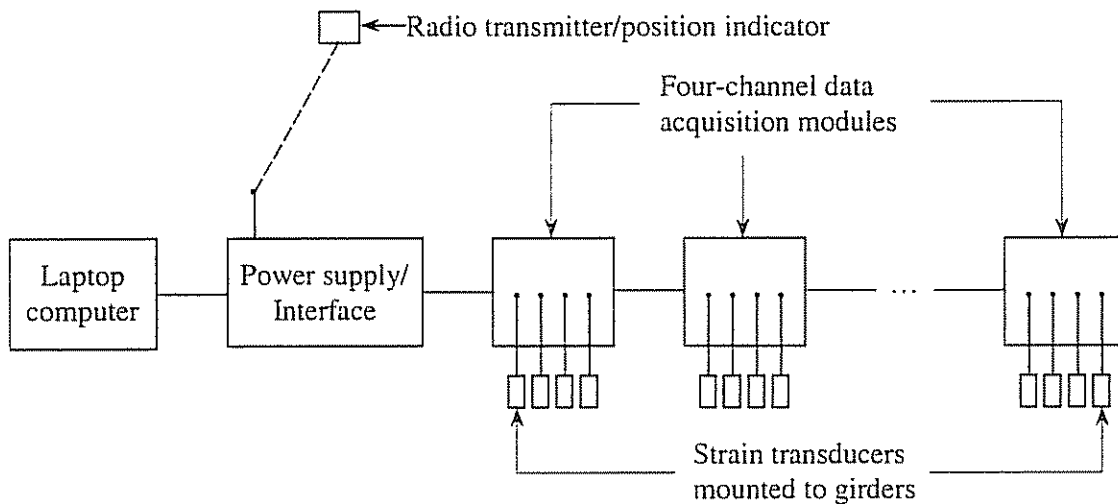 Radio transmitter/position indicator
Four-channel data
acquisition modules
Laptop
computer
Power supply/
Interface
...
Strain transducers
mounted to girders